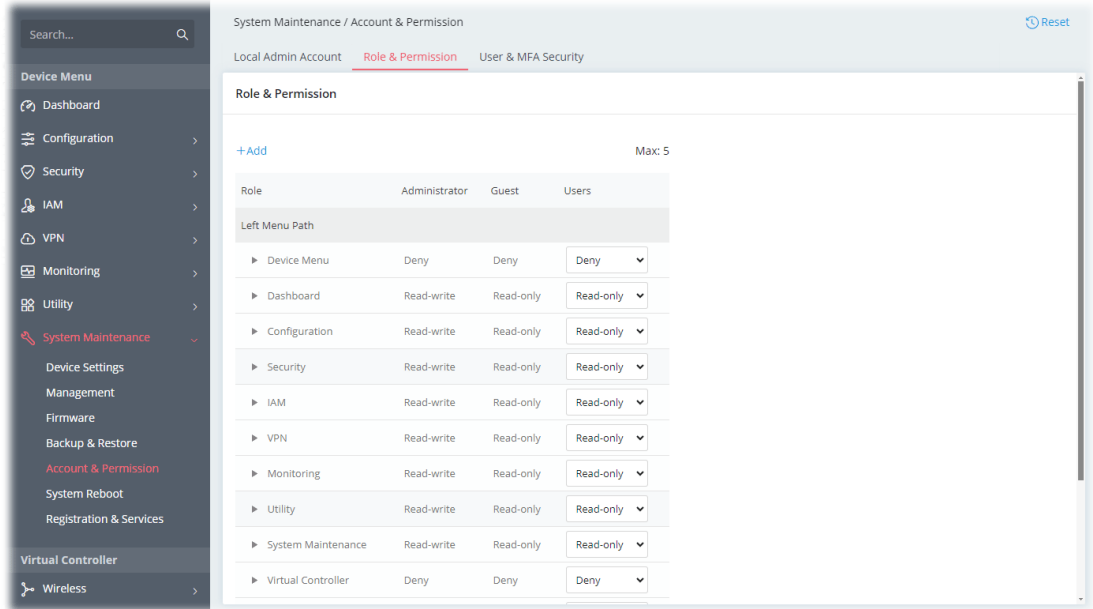 Search...
Device Menu
Dashboard
Configuration
Security
IAM
VPN
Monitoring
Utility
System Maintenance
Device Settings
Management
Firmware
Backup & Restore
Account & Permission
System Reboot
Registration & Services
Virtual Controller
Wireless
System Maintenance / Account & Permission
Reset
Local Admin Account Role & Permission User & MFA Security
Role & Permission
+Add Max: 5
Role Administrator Guest Users
Left Menu Path
Device Menu Deny Deny Deny
Dashboard Read-write Read-only Read-only
Configuration Read-write Read-only Read-only
Security Read-write Read-only Read-only
IAM Read-write Read-only Read-only
VPN Read-write Read-only Read-only
Monitoring Read-write Read-only Read-only
Utility Read-write Read-only Read-only
System Maintenance Read-write Read-only Read-only
Virtual Controller Deny Deny Deny